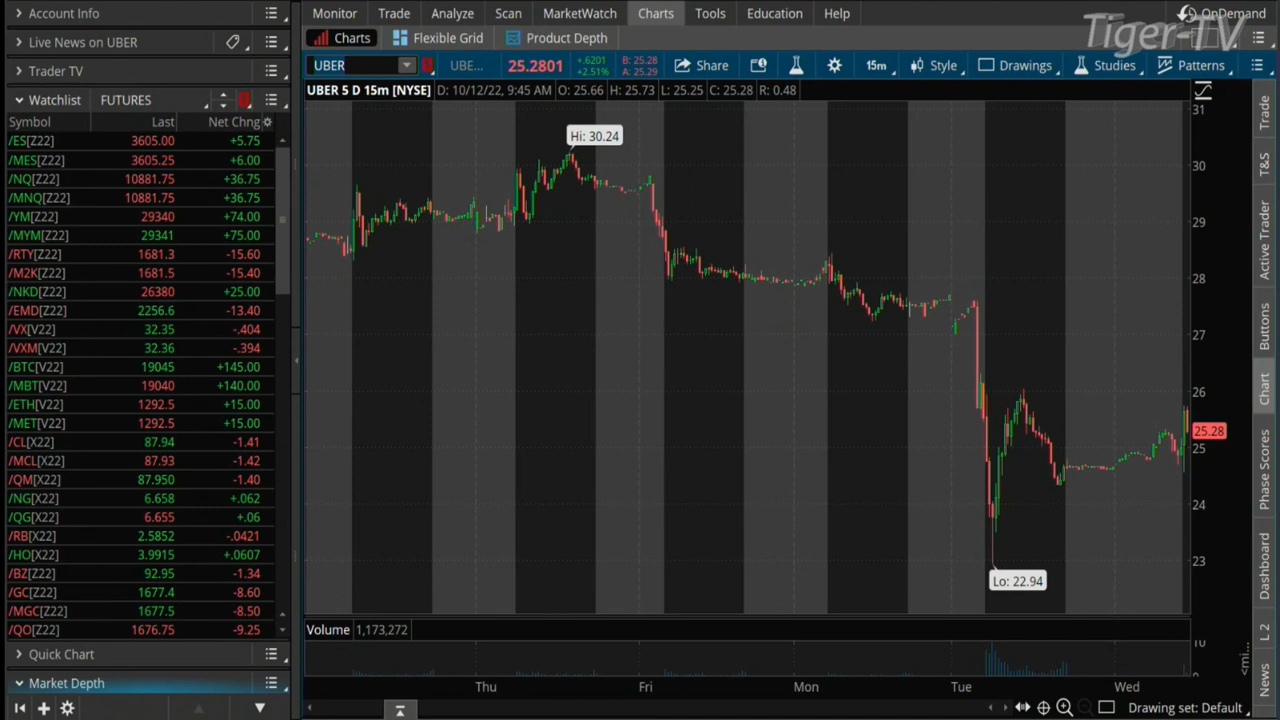 Account Info
Live News on UBER
Trader TV
Watchlist FUTURES
Symbol Last Net Chng
/ES[Z22] 3605.00 +5.75
/MES[Z22] 3605.25 +6.00
/NQ[Z22] 10881.75 +36.75
/MNQ[Z22] 10881.75 +36.75
/YM[Z22] 29340 +74.00
/MYM[Z22] 29341 +75.00
/RTY[Z22] 1681.3 -15.60
/M2K[Z22] 1681.5 -15.40
/NKD[Z22] 26380 +25.00
/EMD[Z22] 2256.6 -13.40
/VX[V22] 32.35 -.404
/VXM[V22] 32.36 -.394
/BTC[V22] 19045 +145.00
/MBT[V22] 19040 +140.00
/ETH[V22] 1292.5 +15.00
/MET[V22] 1292.5 +15.00
/CL[X22] 87.94 -1.41
/MCL[X22] 87.93 -1.42
/QM[X22] 87.950 -1.40
/NG[X22] 6.658 +.062
/QG[X22] 6.655 +.06
/RB[X22] 2.5852 -.0421
/HO[X22] 3.9915 +.0607
/BZ[Z22] 92.95 -1.34
/GC[Z22] 1677.4 -8.60
/MGC[Z22] 1677.5 -8.50
/QO[Z22] 1676.75 -9.25
Quick Chart
Market Depth
Monitor Trade Analyze Scan MarketWatch Charts Tools Education Help
OnDemand
Tiger-TV
Charts Flexible Grid Product Depth
UBER UBE... 25.2801 +.6201 +2.51% B: 25.28 A: 25.29 Share 15m Style Drawings Studies Patterns
UBER 5 D 15m [NYSE] D: 10/12/22, 9:45 AM O: 25.66 H: 25.73 L: 25.25 C: 25.28 R: 0.48
Hi: 30.24
Lo: 22.94
31
30
29
28
27
26
25.28
25
24
23
Volume 1,173,272
10
Thu Fri Mon Tue Wed
Drawing set: Default
Trade
T&S
Active Trader
Buttons
Chart
Phase Scores
Dashboard
L 2
News
<mi...